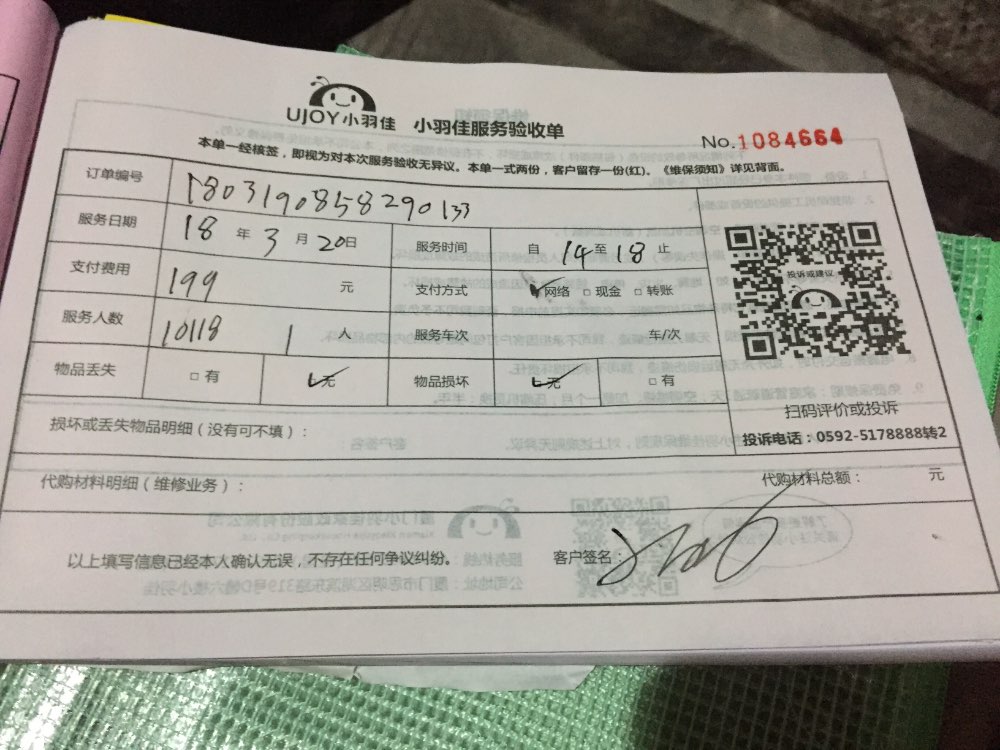 UJOY小羽佳 小羽佳服务验收单
No.1084664
本单一经核签，即视为对本次服务验收无异议。本单一式两份，客户留存一份(红)。《维保须知》详见背面。
订单编号 1803190858290133
服务日期 18 年 3 月 20日 服务时间 自 14 至 18 止
支付费用 199 元 支付方式 ✓网络 □现金 □转账
服务人数 10118 1 人 服务车次 车/次
物品丢失 □有 ✓无 物品损坏 ✓无 □有
投诉或建议
扫码评价或投诉
投诉电话：0592-5178888转2
损坏或丢失物品明细（没有可不填）：
代购材料明细（维修业务）： 代购材料总额： 元
以上填写信息已经本人确认无误，不存在任何争议纠纷。 客户签名：